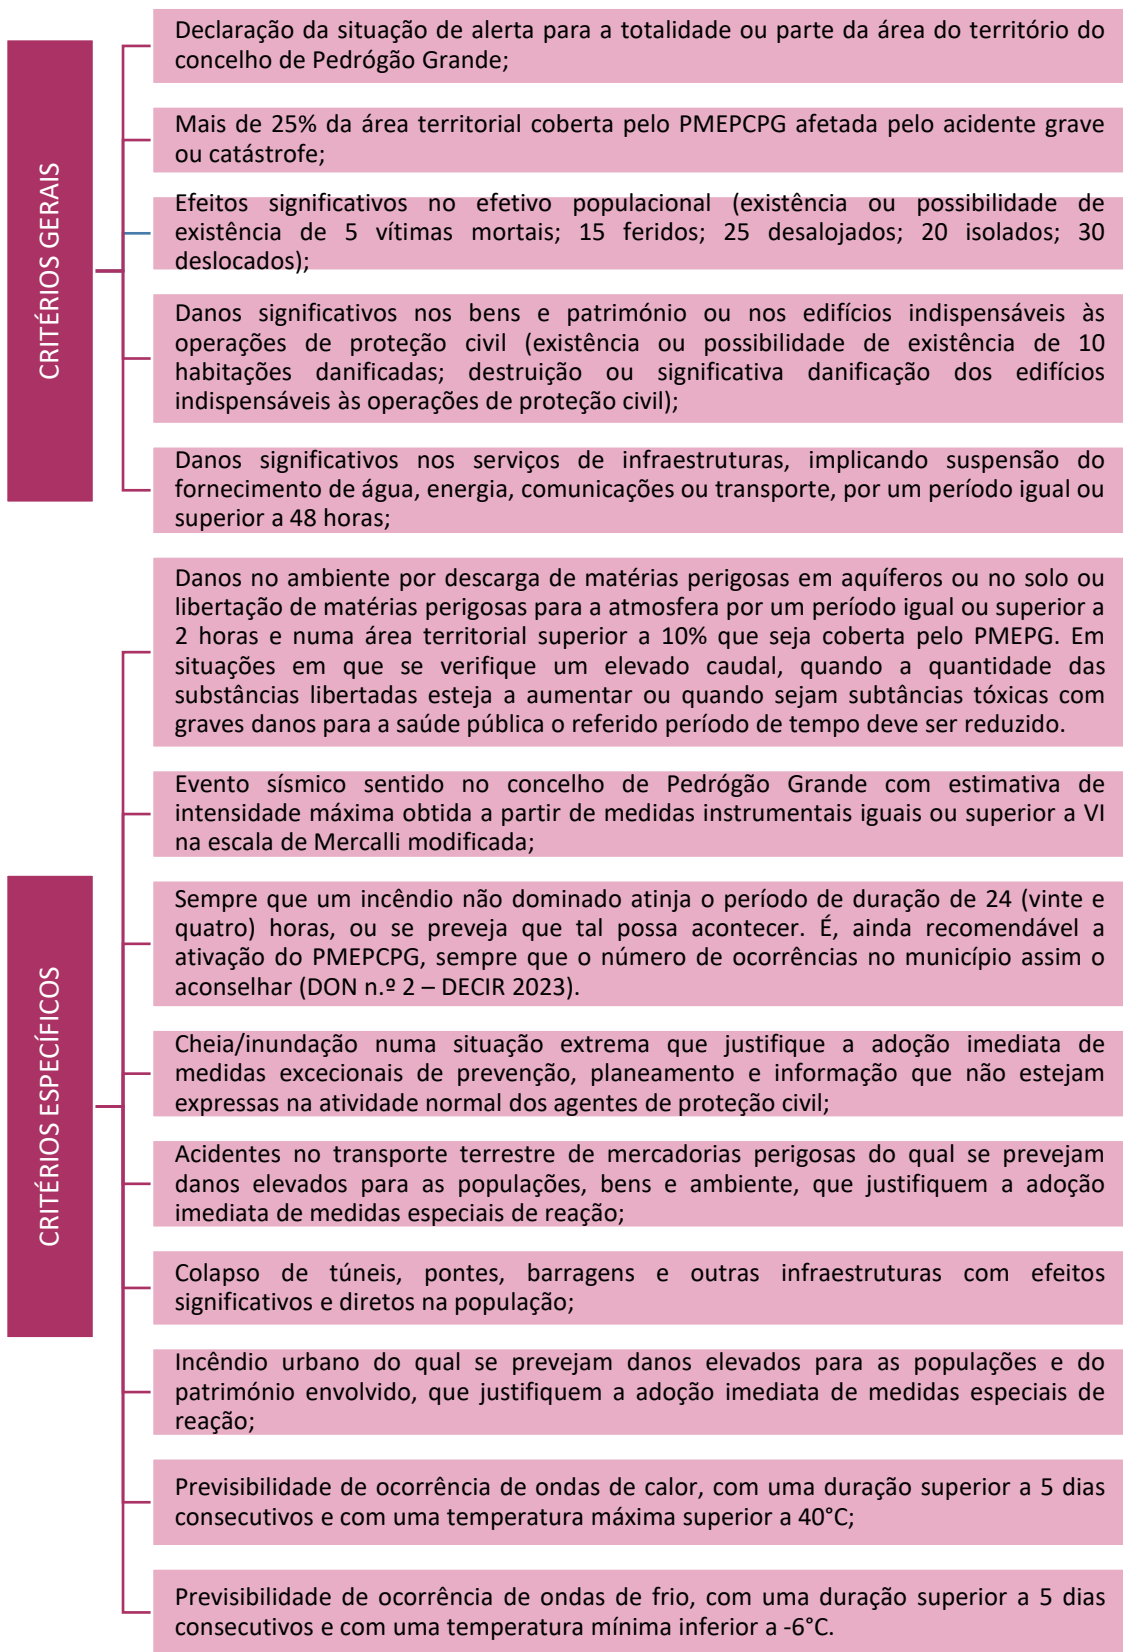 CRITÉRIOS GERAIS
Declaração da situação de alerta para a totalidade ou parte da área do território do
concelho de Pedrógão Grande;
Mais de 25% da área territorial coberta pelo PMEPCPG afetada pelo acidente grave
ou catástrofe;
Efeitos significativos no efetivo populacional (existência ou possibilidade de
existência de 5 vítimas mortais; 15 feridos; 25 desalojados; 20 isolados; 30
deslocados);
Danos significativos nos bens e património ou nos edifícios indispensáveis às
operações de proteção civil (existência ou possibilidade de existência de 10
habitações danificadas; destruição ou significativa danificação dos edifícios
indispensáveis às operações de proteção civil);
Danos significativos nos serviços de infraestruturas, implicando suspensão do
fornecimento de água, energia, comunicações ou transporte, por um período igual ou
superior a 48 horas;
CRITÉRIOS ESPECÍFICOS
Danos no ambiente por descarga de matérias perigosas em aquíferos ou no solo ou
libertação de matérias perigosas para a atmosfera por um período igual ou superior a
2 horas e numa área territorial superior a 10% que seja coberta pelo PMEPG. Em
situações em que se verifique um elevado caudal, quando a quantidade das
substâncias libertadas esteja a aumentar ou quando sejam subtâncias tóxicas com
graves danos para a saúde pública o referido período de tempo deve ser reduzido.
Evento sísmico sentido no concelho de Pedrógão Grande com estimativa de
intensidade máxima obtida a partir de medidas instrumentais iguais ou superior a VI
na escala de Mercalli modificada;
Sempre que um incêndio não dominado atinja o período de duração de 24 (vinte e
quatro) horas, ou se preveja que tal possa acontecer. É, ainda recomendável a
ativação do PMEPCPG, sempre que o número de ocorrências no município assim o
aconselhar (DON n.º 2 – DECIR 2023).
Cheia/inundação numa situação extrema que justifique a adoção imediata de
medidas excecionais de prevenção, planeamento e informação que não estejam
expressas na atividade normal dos agentes de proteção civil;
Acidentes no transporte terrestre de mercadorias perigosas do qual se prevejam
danos elevados para as populações, bens e ambiente, que justifiquem a adoção
imediata de medidas especiais de reação;
Colapso de túneis, pontes, barragens e outras infraestruturas com efeitos
significativos e diretos na população;
Incêndio urbano do qual se prevejam danos elevados para as populações e do
património envolvido, que justifiquem a adoção imediata de medidas especiais de
reação;
Previsibilidade de ocorrência de ondas de calor, com uma duração superior a 5 dias
consecutivos e com uma temperatura máxima superior a 40°C;
Previsibilidade de ocorrência de ondas de frio, com uma duração superior a 5 dias
consecutivos e com uma temperatura mínima inferior a -6°C.